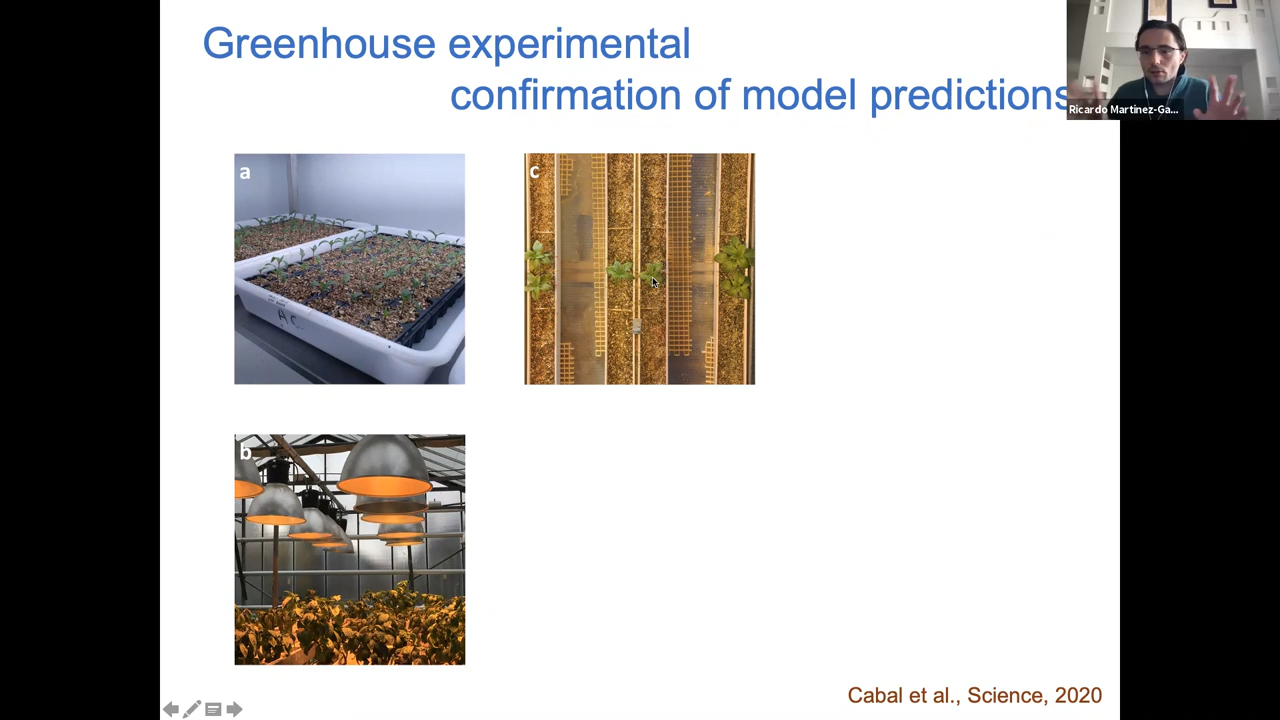 Greenhouse experimental
confirmation of model predictions
Ricardo Martinez-Ga...
a
c
A C
b
Cabal et al., Science, 2020